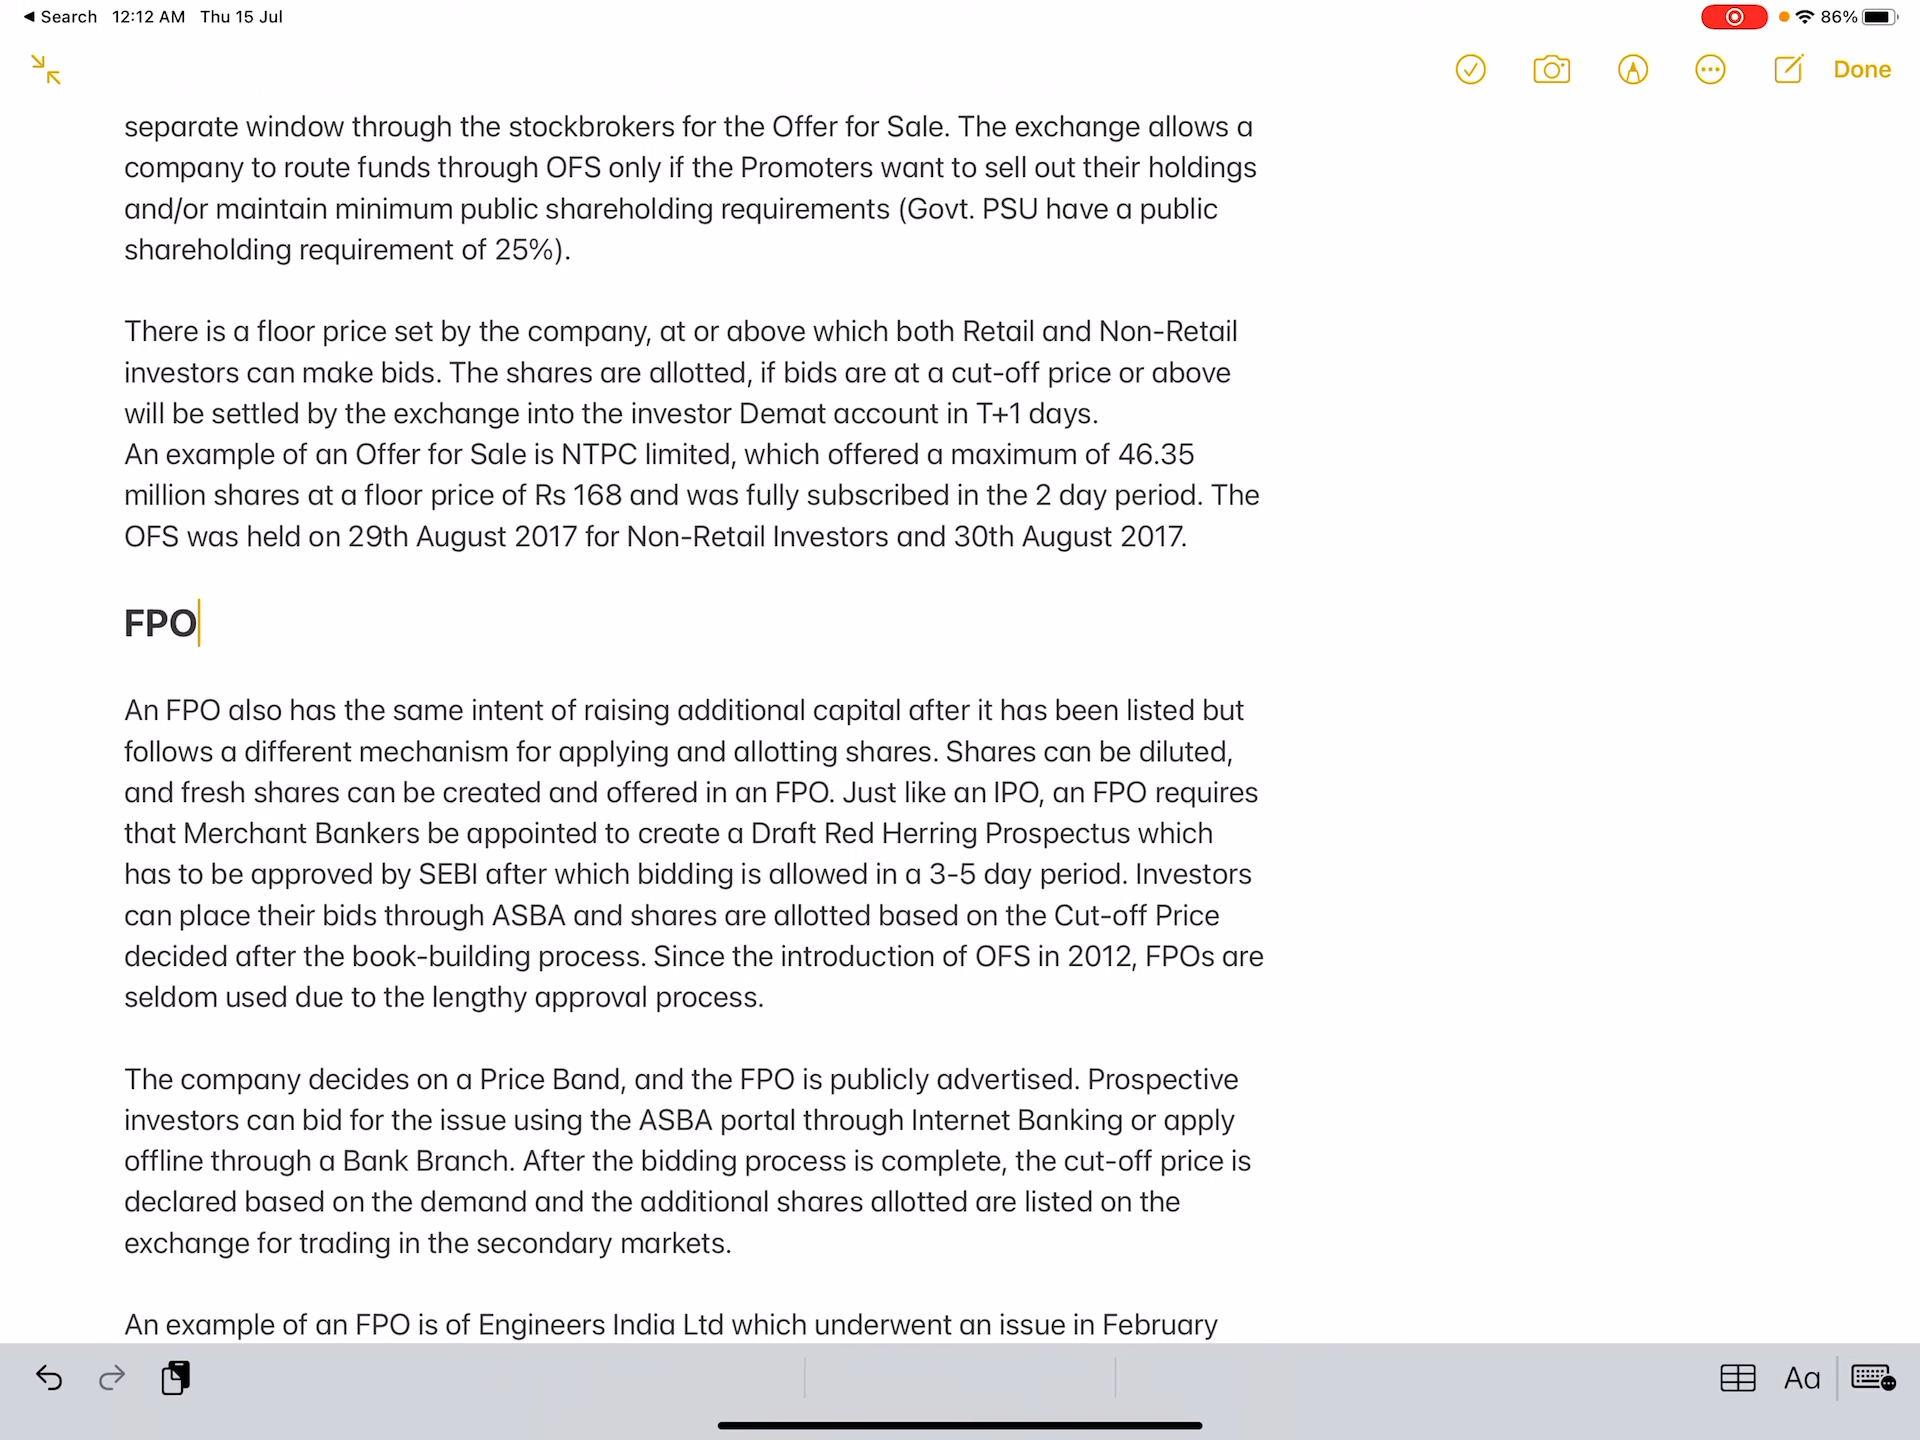 ◀ Search 12:12 AM Thu 15 Jul 86%
Done
separate window through the stockbrokers for the Offer for Sale. The exchange allows a
company to route funds through OFS only if the Promoters want to sell out their holdings
and/or maintain minimum public shareholding requirements (Govt. PSU have a public
shareholding requirement of 25%).
There is a floor price set by the company, at or above which both Retail and Non-Retail
investors can make bids. The shares are allotted, if bids are at a cut-off price or above
will be settled by the exchange into the investor Demat account in T+1 days.
An example of an Offer for Sale is NTPC limited, which offered a maximum of 46.35
million shares at a floor price of Rs 168 and was fully subscribed in the 2 day period. The
OFS was held on 29th August 2017 for Non-Retail Investors and 30th August 2017.
FPO
An FPO also has the same intent of raising additional capital after it has been listed but
follows a different mechanism for applying and allotting shares. Shares can be diluted,
and fresh shares can be created and offered in an FPO. Just like an IPO, an FPO requires
that Merchant Bankers be appointed to create a Draft Red Herring Prospectus which
has to be approved by SEBI after which bidding is allowed in a 3-5 day period. Investors
can place their bids through ASBA and shares are allotted based on the Cut-off Price
decided after the book-building process. Since the introduction of OFS in 2012, FPOs are
seldom used due to the lengthy approval process.
The company decides on a Price Band, and the FPO is publicly advertised. Prospective
investors can bid for the issue using the ASBA portal through Internet Banking or apply
offline through a Bank Branch. After the bidding process is complete, the cut-off price is
declared based on the demand and the additional shares allotted are listed on the
exchange for trading in the secondary markets.
An example of an FPO is of Engineers India Ltd which underwent an issue in February
Aa